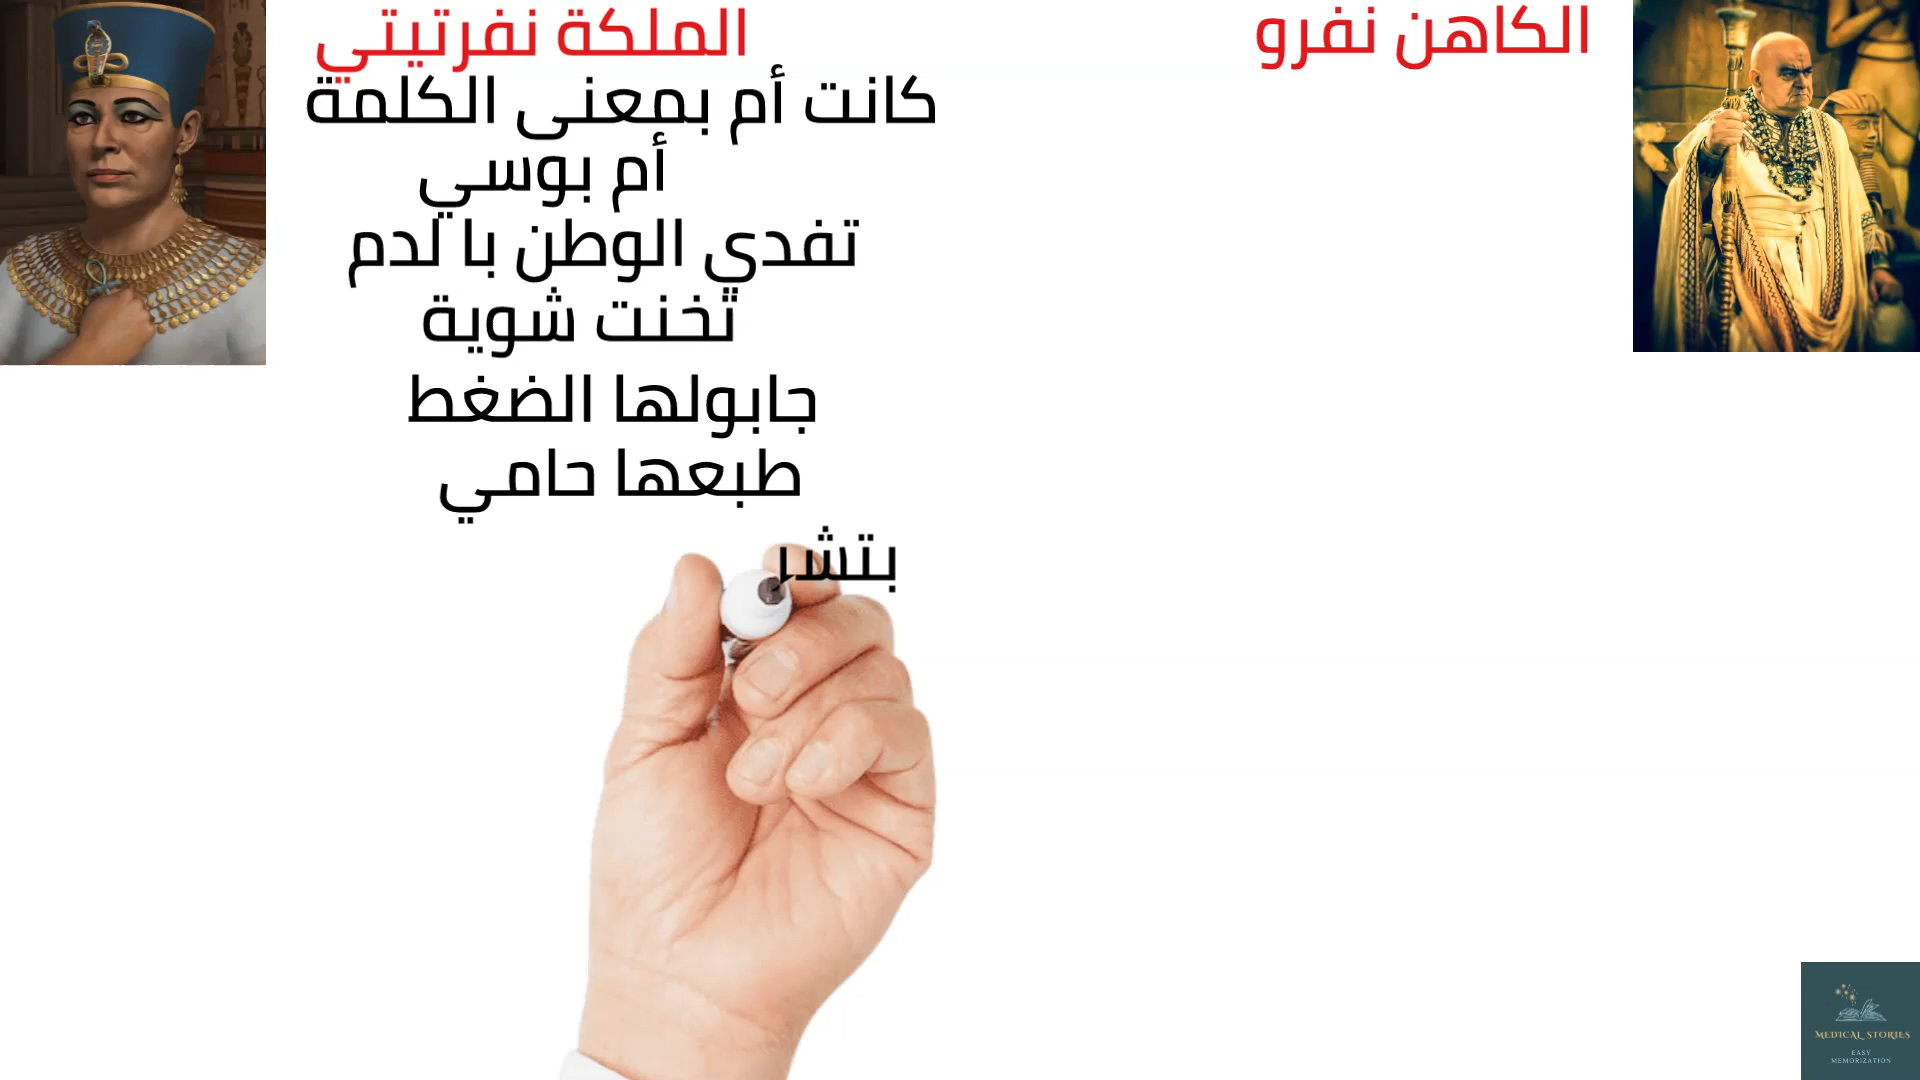 الكاهن نفرو
الملكة نفرتيتي
كانت أم بمعنى الكلمة
أم بوسي
تفدي الوطن با لدم
تخنت شوية
جابولها الضغط
طبعها حامي
بتشر
MEDICAL STORIES
EASY
MEMORIZATION